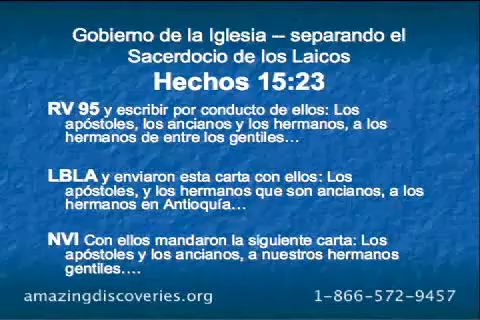 Gobierno de la Iglesia -- separando el
Sacerdocio de los Laicos
Hechos 15:23
RV 95 y escribir por conducto de ellos: Los
apóstoles, los ancianos y los hermanos, a los
hermanos de entre los gentiles...
LBLA y enviaron esta carta con ellos: Los
apóstoles, y los hermanos que son ancianos, a los
hermanos en Antioquía...
NVI Con ellos mandaron la siguiente carta: Los
apóstoles y los ancianos, a nuestros hermanos
gentiles....
amazingdiscoveries.org 1-866-572-9457